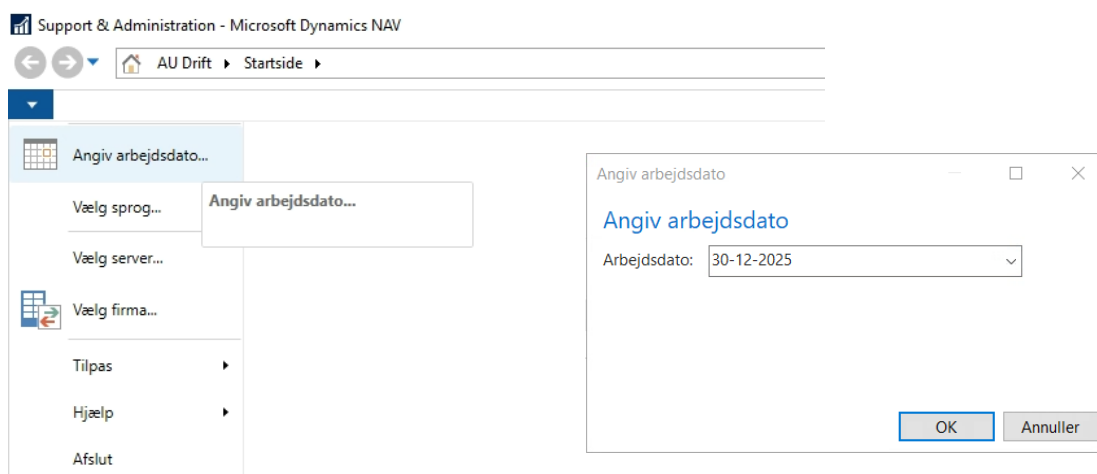 Support & Administration - Microsoft Dynamics NAV
AU Drift Startside
Angiv arbejdsdato...
Angiv arbejdsdato...
Vælg sprog...
Vælg server...
Vælg firma...
Tilpas
Hjælp
Afslut
Angiv arbejdsdato
Angiv arbejdsdato
Arbejdsdato: 30-12-2025
OK Annuller